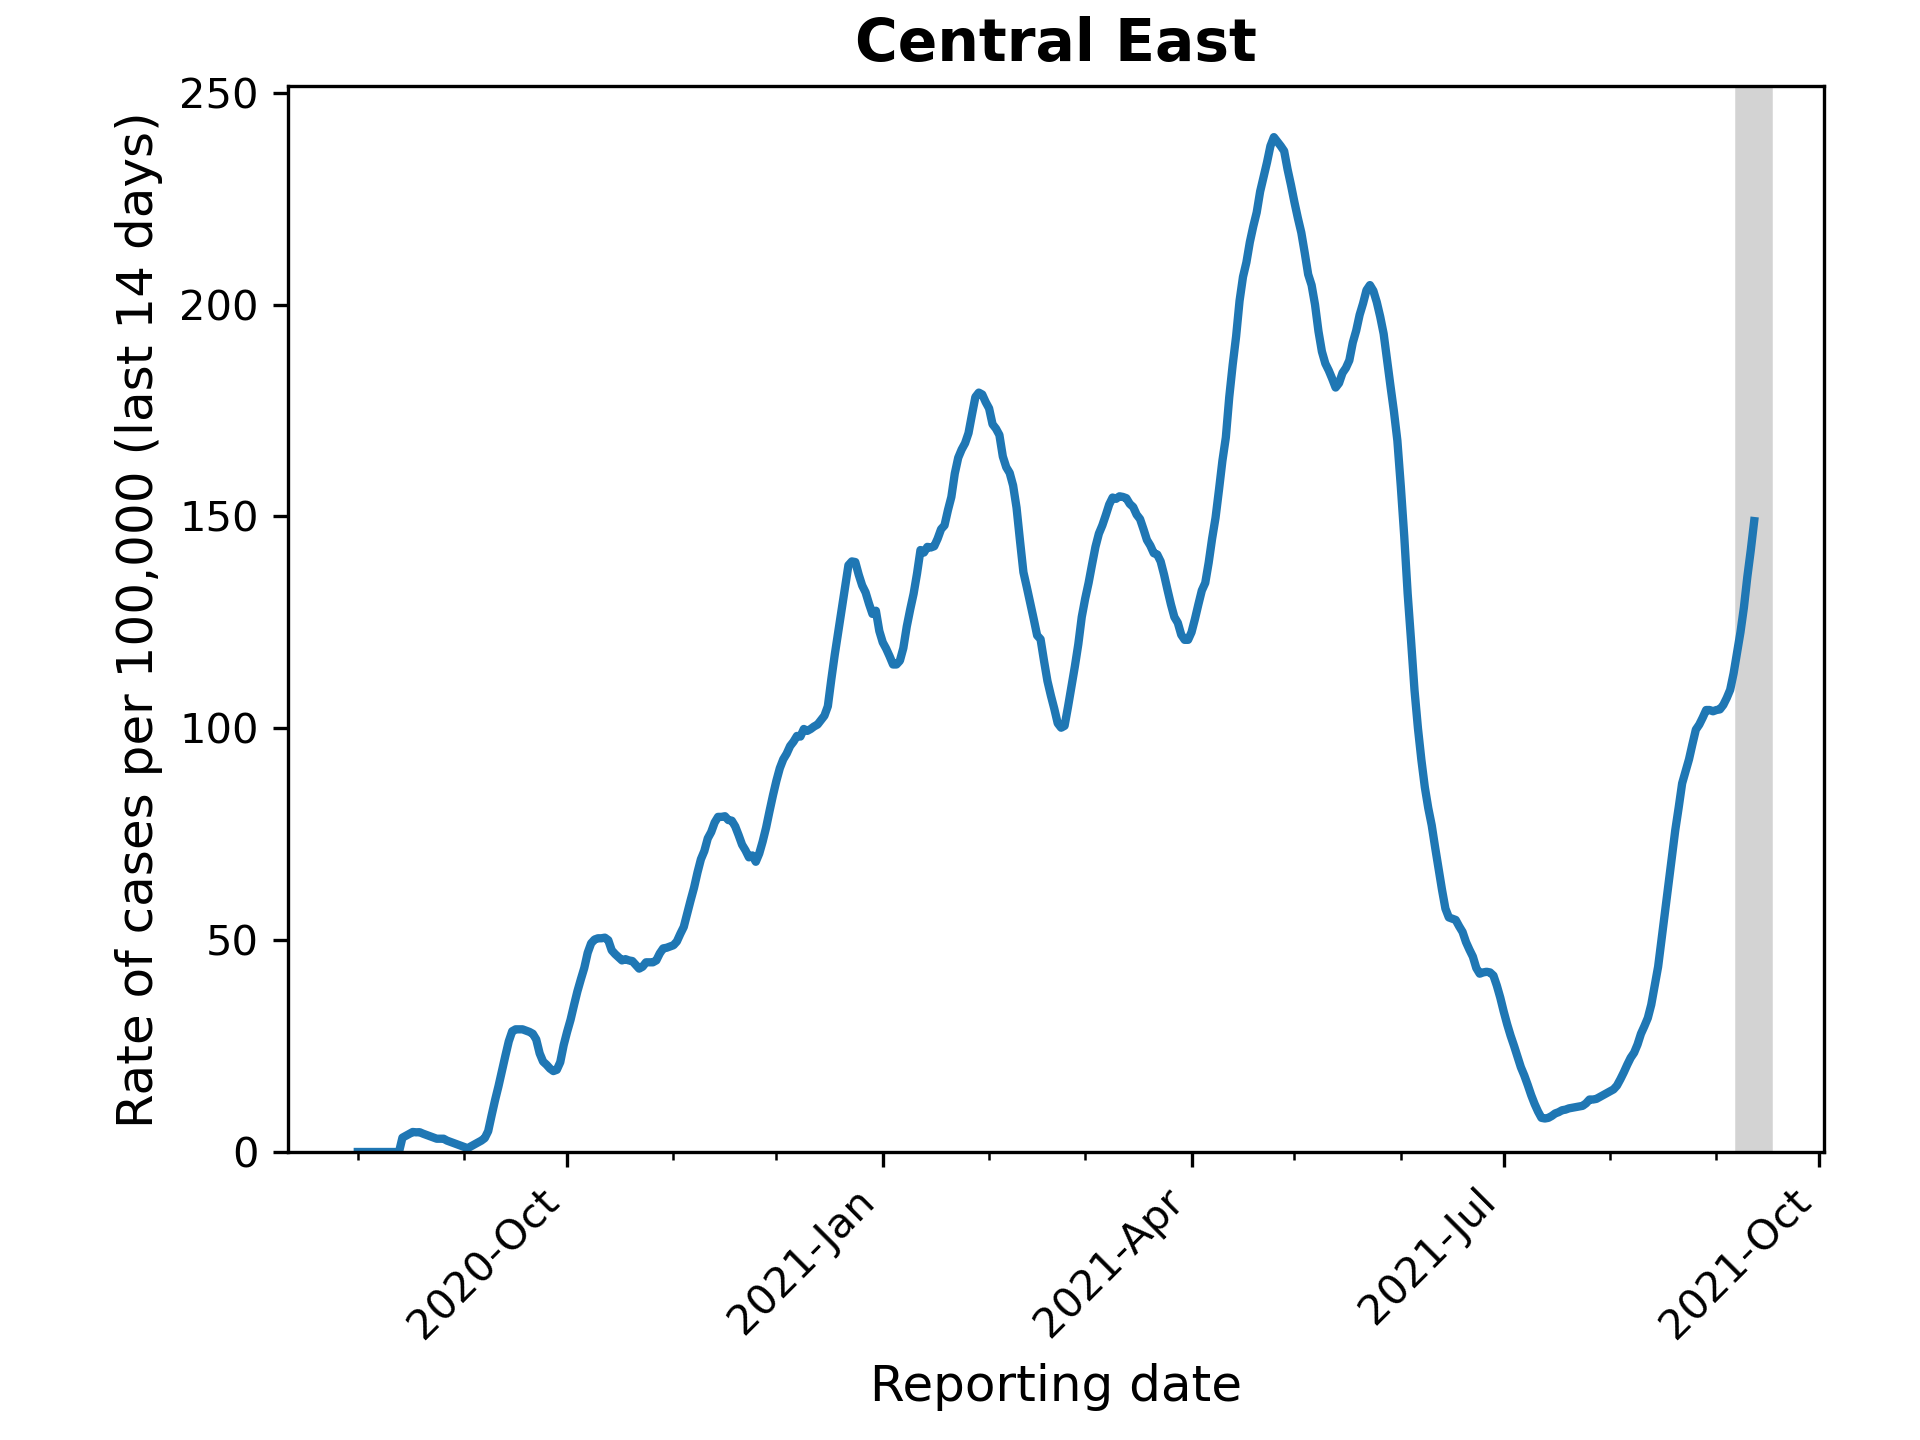 Central East
Rate of cases per 100,000 (last 14 days)
250
200
150
100
50
0
2020-Oct
2021-Jan
2021-Apr
2021-Jul
2021-Oct
Reporting date